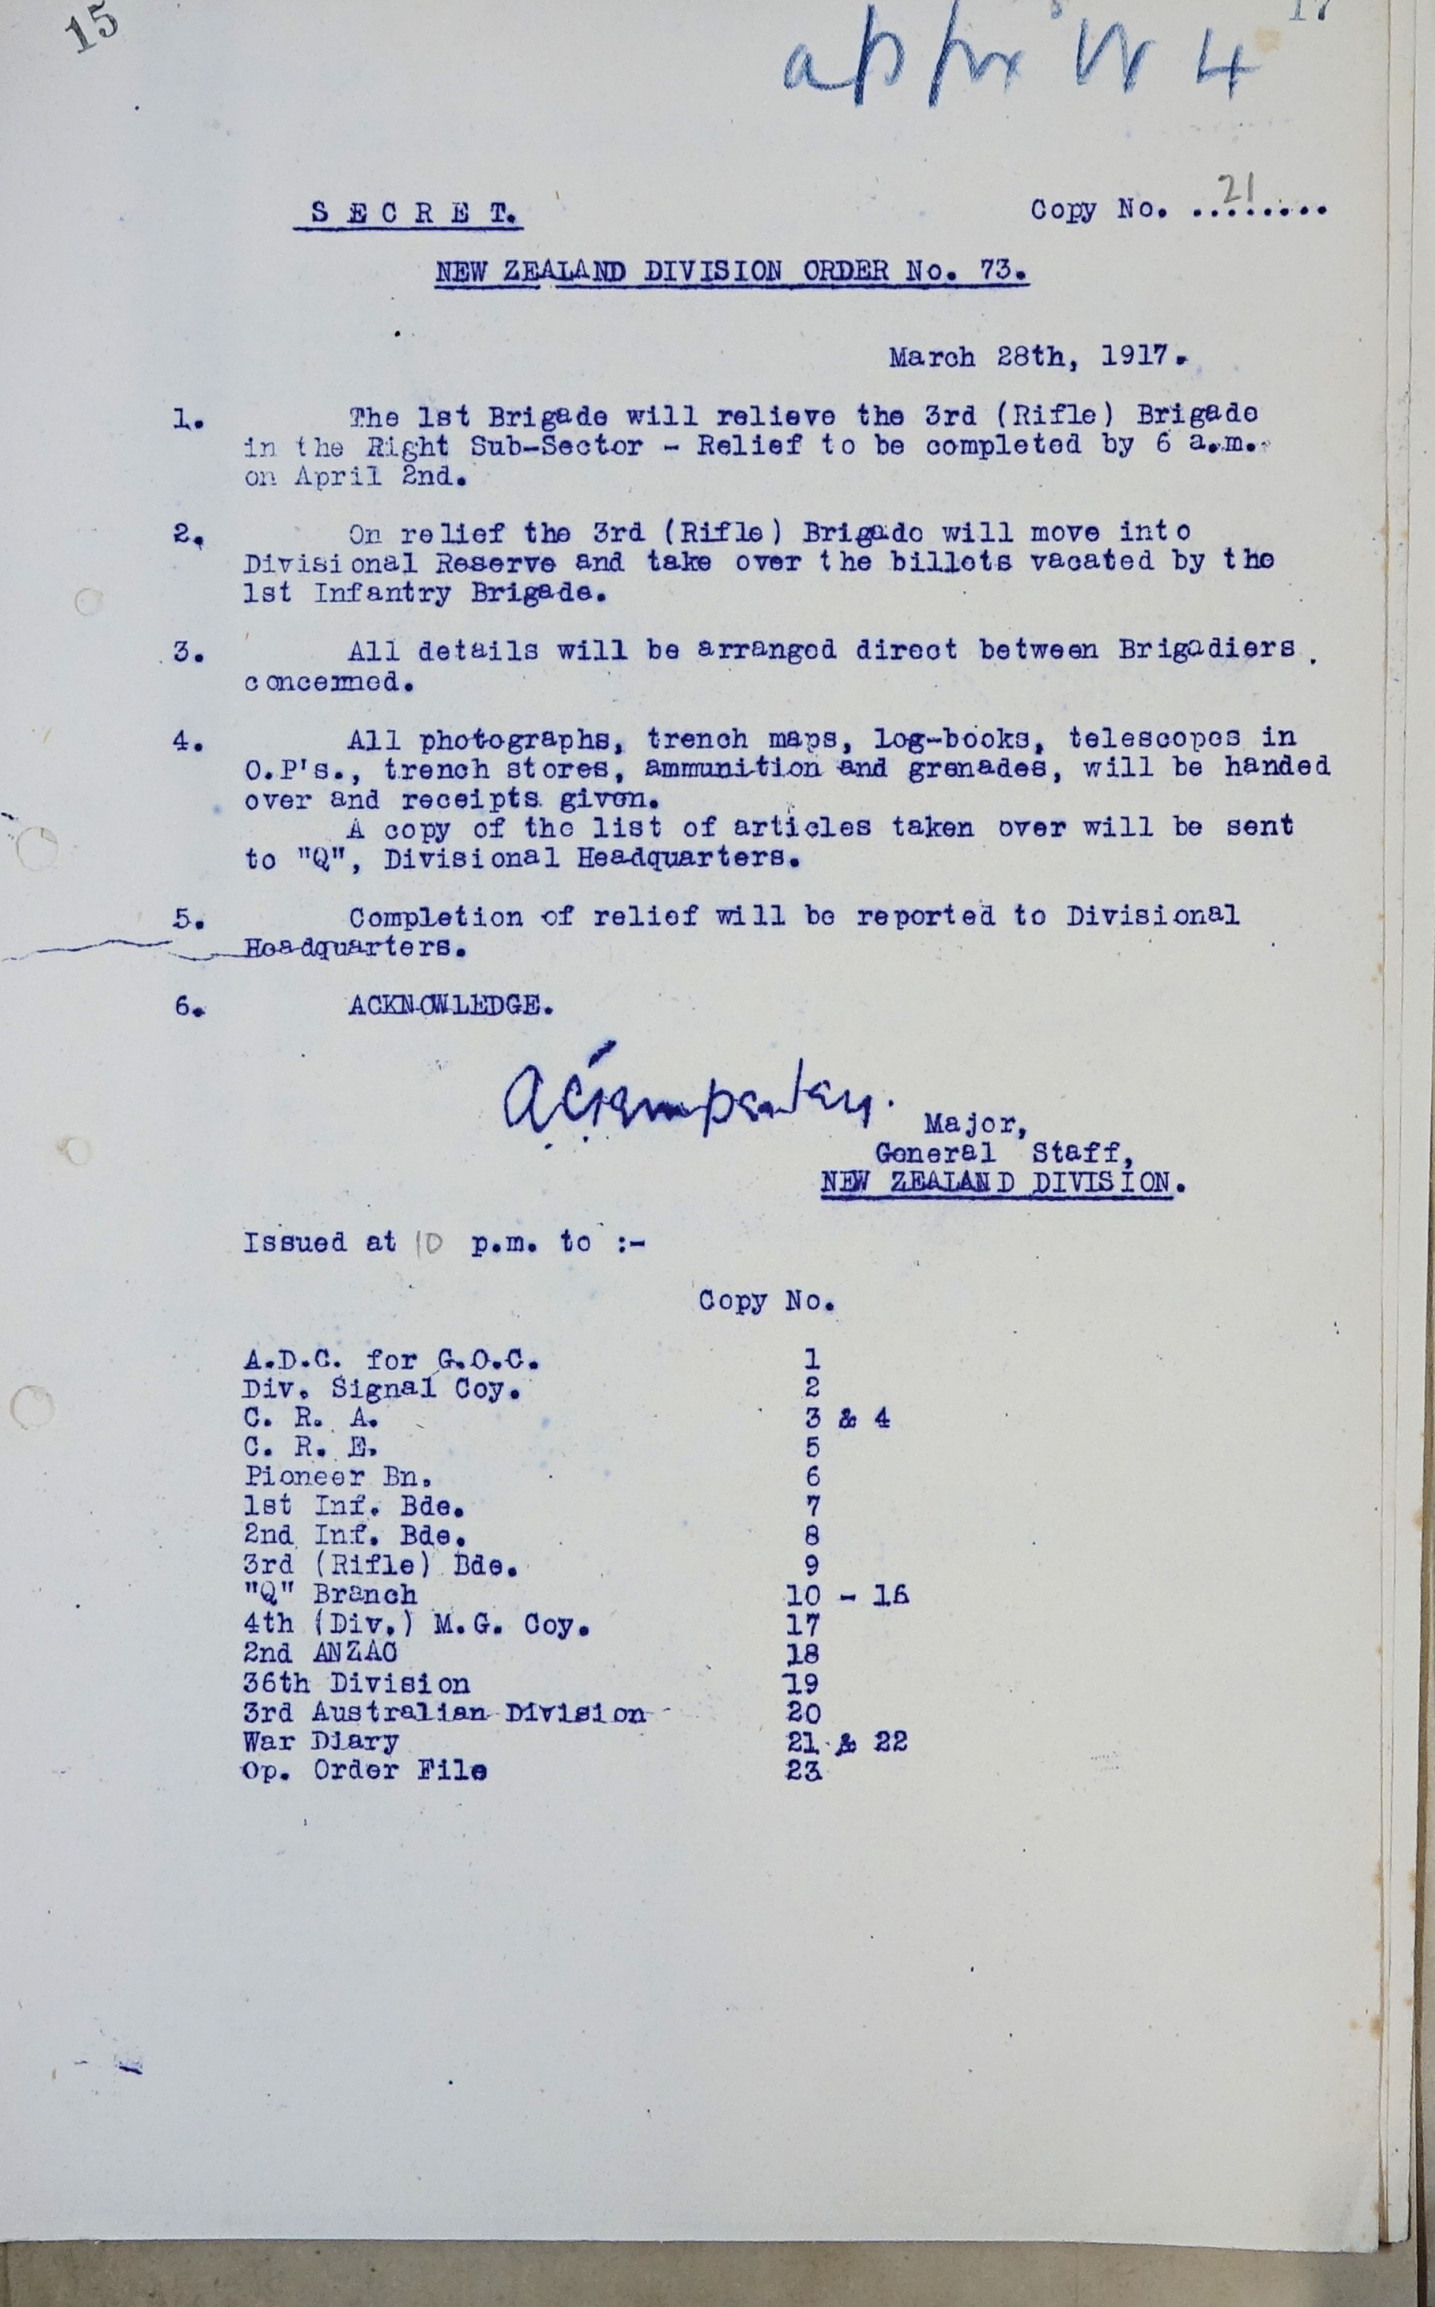 15
17
appx W 4
SECRET.
Copy No. ..21......
NEW ZEALAND DIVISION ORDER No. 73.
March 28th, 1917.
1. The 1st Brigade will relieve the 3rd (Rifle) Brigade
in the Right Sub-Sector - Relief to be completed by 6 a.m.
on April 2nd.
2. On relief the 3rd (Rifle) Brigade will move into
Divisional Reserve and take over the billets vacated by the
1st Infantry Brigade.
3. All details will be arranged direct between Brigadiers
concerned.
4. All photographs, trench maps, log-books, telescopes in
O.P's., trench stores, ammunition and grenades, will be handed
over and receipts given.
A copy of the list of articles taken over will be sent
to "Q", Divisional Headquarters.
5. Completion of relief will be reported to Divisional
Headquarters.
6. ACKNOWLEDGE.
Major,
General Staff,
NEW ZEALAND DIVISION.
Issued at 10 p.m. to :-
Copy No.
A.D.C. for G.O.C. 1
Div. Signal Coy. 2
C. R. A. 3 & 4
C. R. E. 5
Pioneer Bn. 6
1st Inf. Bde. 7
2nd Inf. Bde. 8
3rd (Rifle) Bde. 9
"Q" Branch 10 - 16
4th (Div.) M.G. Coy. 17
2nd ANZAC 18
36th Division 19
3rd Australian Division 20
War Diary 21 & 22
Op. Order File 23